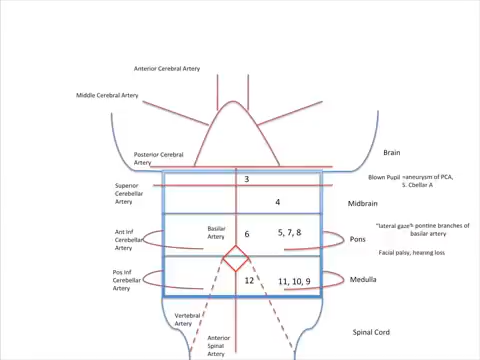 Anterior Cerebral Artery
Middle Cerebral Artery
Posterior Cerebral
Artery
Brain
3
Blown Pupil =aneurysm of PCA,
S. Cbellar A
Superior
Cerebellar
Artery
4
Midbrain
Ant Inf
Cerebellar
Artery
Basilar
Artery
6
5, 7, 8
Pons
"lateral gaze"= pontine branches of
basilar artery
Facial palsy, hearing loss
Pos Inf
Cerebellar
Artery
12
11, 10, 9
Medulla
Vertebral
Artery
Anterior
Spinal
Artery
Spinal Cord